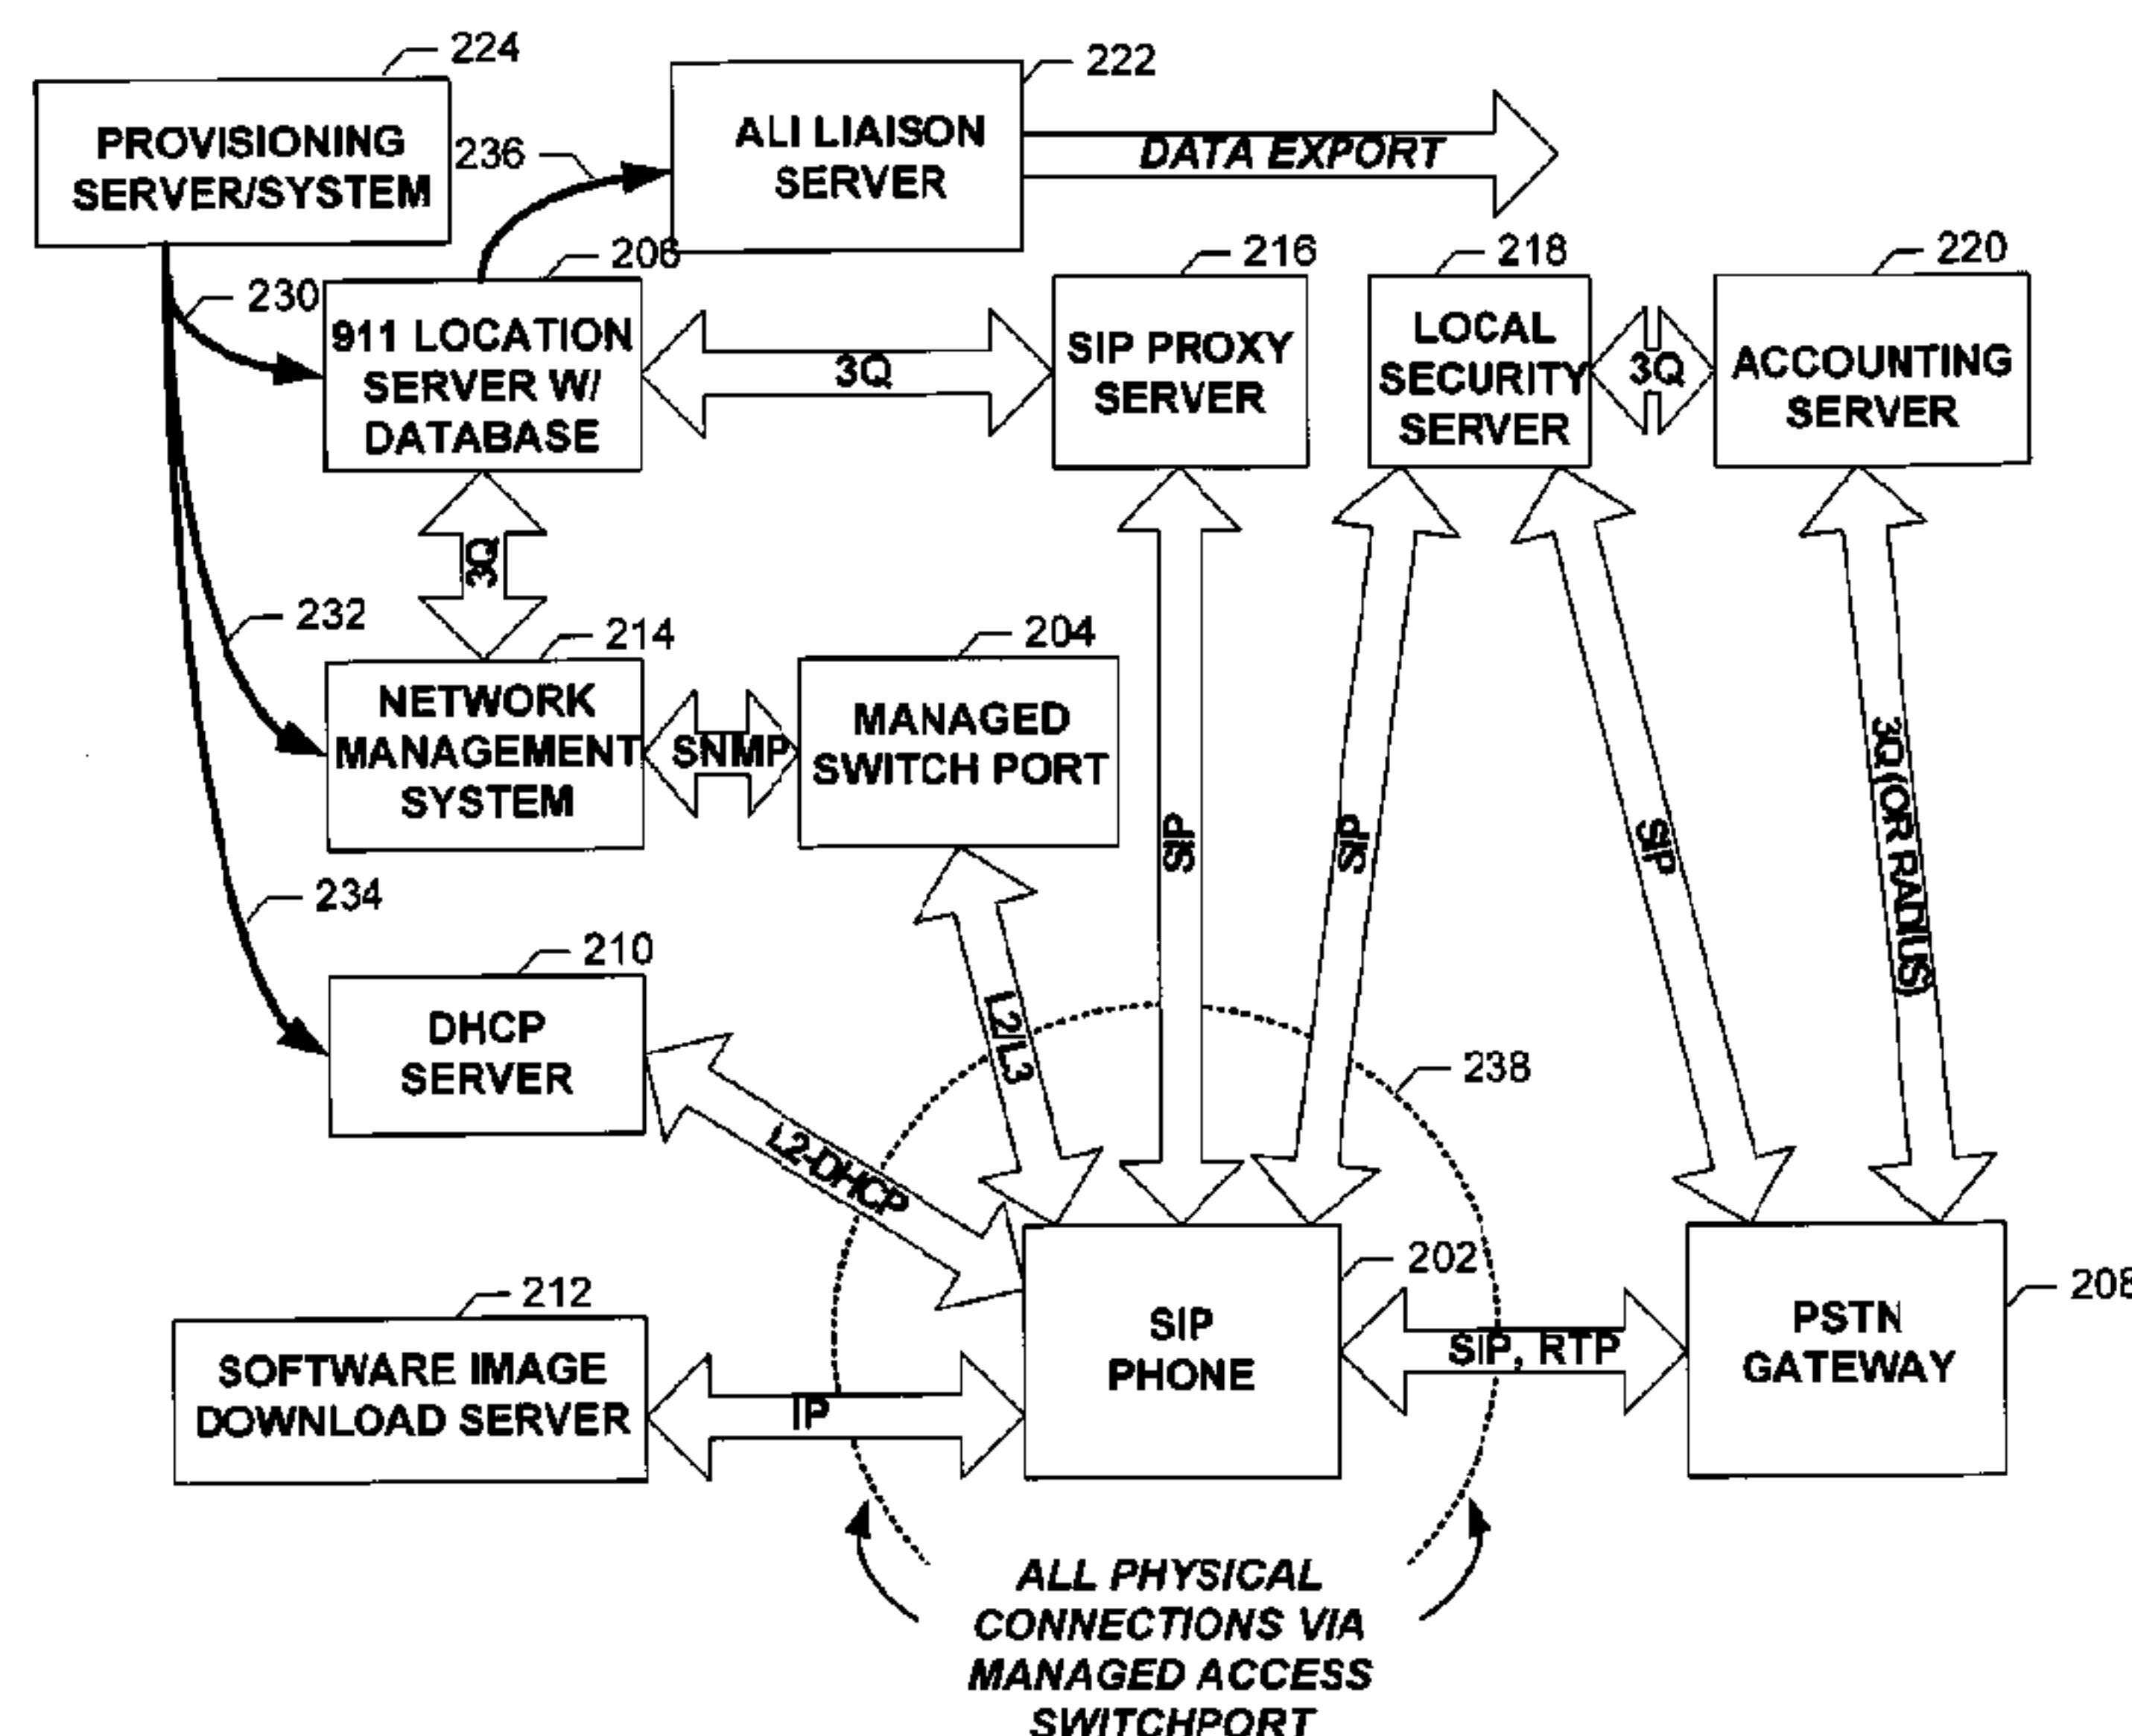 224
PROVISIONING
SERVER/SYSTEM
222
ALI LIAISON
SERVER
DATA EXPORT
236
206
911 LOCATION
SERVER W/
DATABASE
230
3Q
216
SIP PROXY
SERVER
218
LOCAL
SECURITY
SERVER
3Q
220
ACCOUNTING
SERVER
3Q
232
214
NETWORK
MANAGEMENT
SYSTEM
SNMP
204
MANAGED
SWITCH PORT
SIP
SIP
SIP
3Q (OR RADIUS)
234
210
DHCP
SERVER
L2/L3
L2-DHCP
238
212
SOFTWARE IMAGE
DOWNLOAD SERVER
IP
202
SIP
PHONE
SIP, RTP
208
PSTN
GATEWAY
ALL PHYSICAL
CONNECTIONS VIA
MANAGED ACCESS
SWITCHPORT